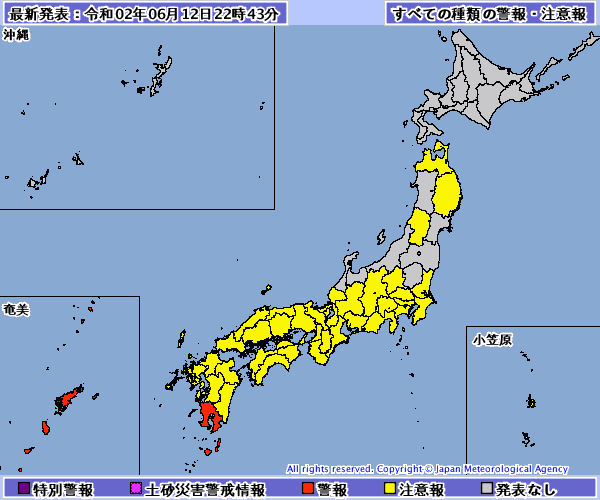 最新発表：令和02年06月12日22時43分
すべての種類の警報・注意報
沖縄
奄美
小笠原
All rights reserved. Copyright © Japan Meteorological Agency
特別警報 土砂災害警戒情報 警報 注意報 発表なし